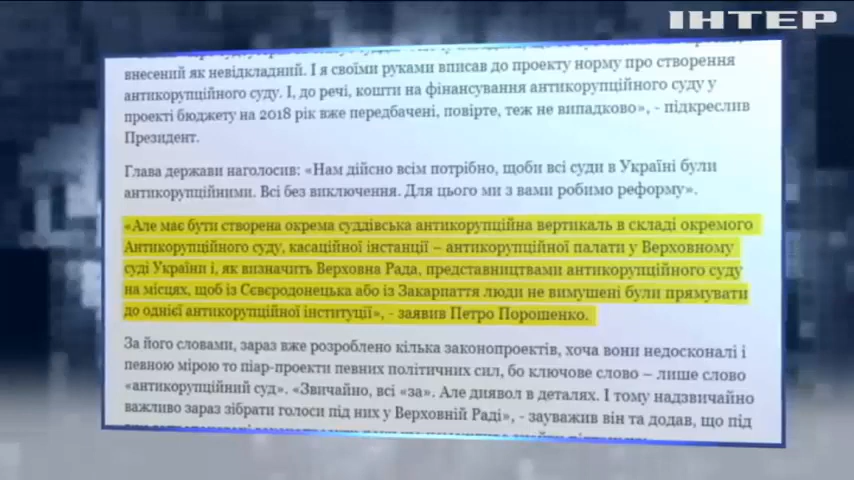 ІНТЕР
внесений як невідкладний. І я своїми руками вписав до проекту норму про створення
антикорупційного суду. І, до речі, кошти на фінансування антикорупційного суду у
проекті бюджету на 2018 рік вже передбачені, повірте, теж не випадково», - підкреслив
Президент.
Глава держави наголосив: «Нам дійсно всім потрібно, щоби всі суди в Україні були
антикорупційними. Всі без виключення. Для цього ми з вами робимо реформу».
«Але має бути створена окрема суддівська антикорупційна вертикаль в складі окремого
Антикорупційного суду, касаційної інстанції – антикорупційної палати у Верховному
суді України і, як визначить Верховна Рада, представництвами антикорупційного суду
на місцях, щоб із Сєвєродонецька або із Закарпаття люди не вимушені були прямувати
до однієї антикорупційної інституції», - заявив Петро Порошенко.
За його словами, зараз вже розроблено кілька законопроектів, хоча вони недосконалі і
певною мірою то піар-проекти певних політичних сил, бо ключове слово – лише слово
«антикорупційний суд». «Звичайно, всі «за». Але диявол в деталях. І тому надзвичайно
важливо зараз зібрати голоси під них у Верховній Раді», - зауважив він та додав, що під